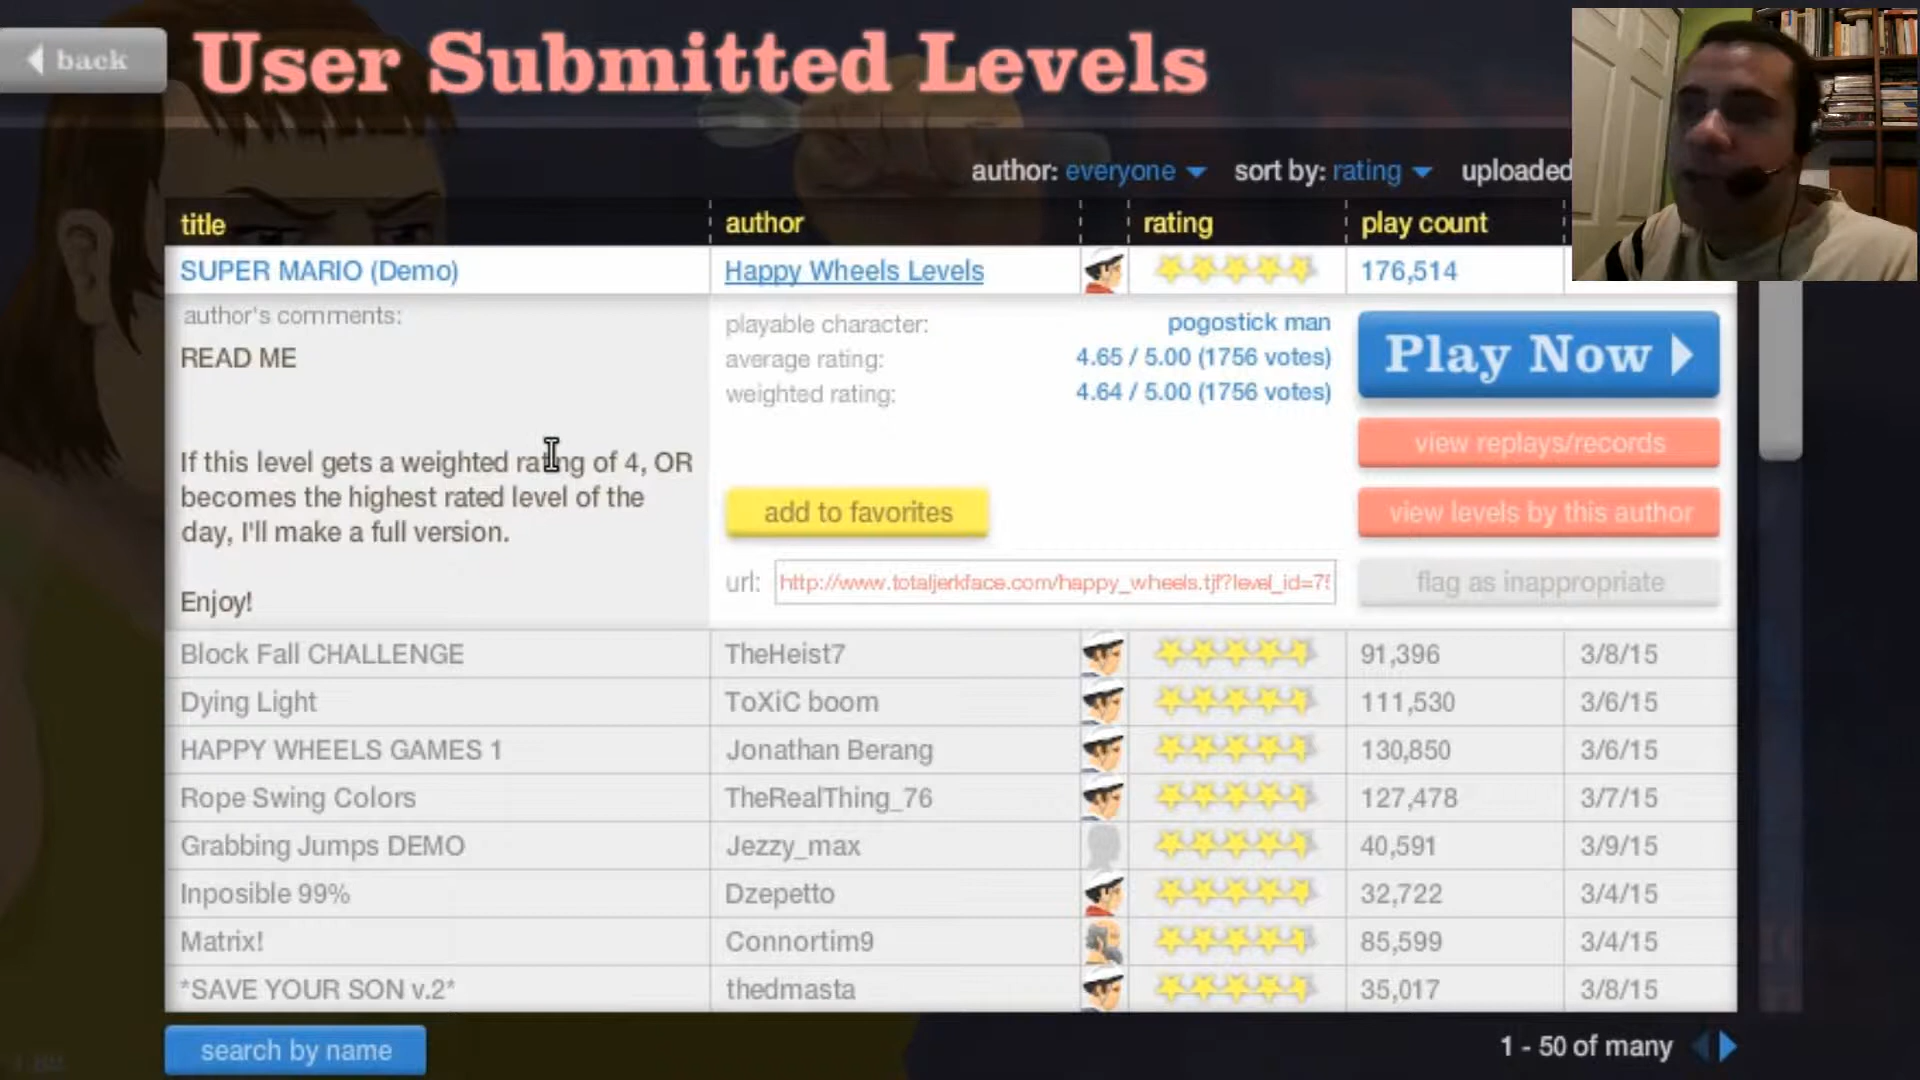 back
User Submitted Levels
author: everyone sort by: rating uploaded
title author rating play count
SUPER MARIO (Demo) Happy Wheels Levels 176,514
author's comments:
READ ME
If this level gets a weighted rating of 4, OR
becomes the highest rated level of the
day, I'll make a full version.
Enjoy!
playable character: pogostick man
average rating: 4.65 / 5.00 (1756 votes)
weighted rating: 4.64 / 5.00 (1756 votes)
add to favorites
url: http://www.totaljerkface.com/happy_wheels.tjf?level_id=7
Play Now
view replays/records
view levels by this author
flag as inappropriate
Block Fall CHALLENGE TheHeist7 91,396 3/8/15
Dying Light ToXiC boom 111,530 3/6/15
HAPPY WHEELS GAMES 1 Jonathan Berang 130,850 3/6/15
Rope Swing Colors TheRealThing_76 127,478 3/7/15
Grabbing Jumps DEMO Jezzy_max 40,591 3/9/15
Inposible 99% Dzepetto 32,722 3/4/15
Matrix! Connortim9 85,599 3/4/15
*SAVE YOUR SON v.2* thedmasta 35,017 3/8/15
search by name
1 - 50 of many